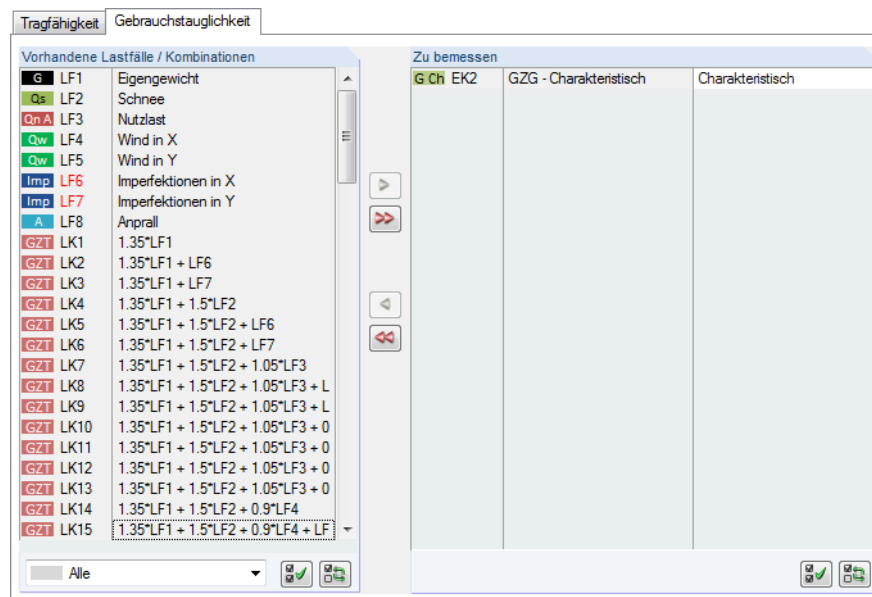 Tragfähigkeit Gebrauchstauglichkeit
Vorhandene Lastfälle / Kombinationen
G LF1 Eigengewicht
Qs LF2 Schnee
Qn A LF3 Nutzlast
Qw LF4 Wind in X
Qw LF5 Wind in Y
Imp LF6 Imperfektionen in X
Imp LF7 Imperfektionen in Y
A LF8 Anprall
GZT LK1 1.35*LF1
GZT LK2 1.35*LF1 + LF6
GZT LK3 1.35*LF1 + LF7
GZT LK4 1.35*LF1 + 1.5*LF2
GZT LK5 1.35*LF1 + 1.5*LF2 + LF6
GZT LK6 1.35*LF1 + 1.5*LF2 + LF7
GZT LK7 1.35*LF1 + 1.5*LF2 + 1.05*LF3
GZT LK8 1.35*LF1 + 1.5*LF2 + 1.05*LF3 + L
GZT LK9 1.35*LF1 + 1.5*LF2 + 1.05*LF3 + L
GZT LK10 1.35*LF1 + 1.5*LF2 + 1.05*LF3 + 0
GZT LK11 1.35*LF1 + 1.5*LF2 + 1.05*LF3 + 0
GZT LK12 1.35*LF1 + 1.5*LF2 + 1.05*LF3 + 0
GZT LK13 1.35*LF1 + 1.5*LF2 + 1.05*LF3 + 0
GZT LK14 1.35*LF1 + 1.5*LF2 + 0.9*LF4
GZT LK15 1.35*LF1 + 1.5*LF2 + 0.9*LF4 + LF
Alle
Zu bemessen
G Ch EK2 GZG - Charakteristisch Charakteristisch